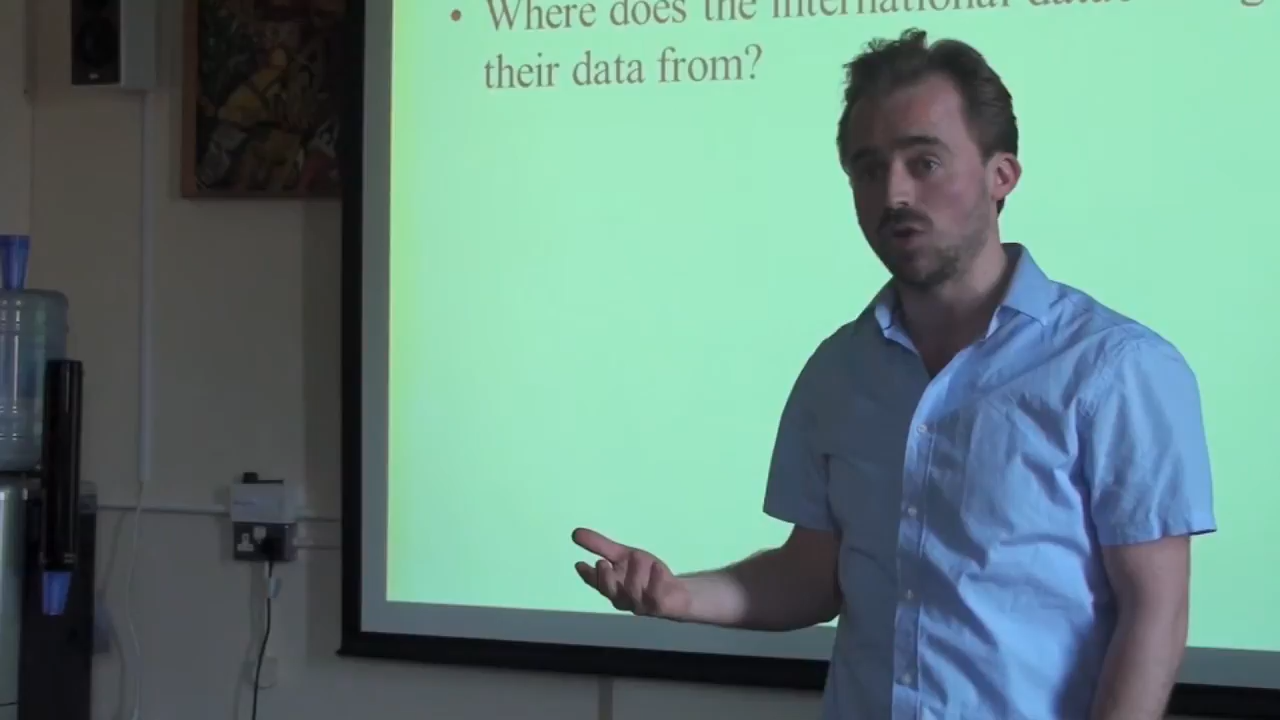 • Where does the international
their data from?